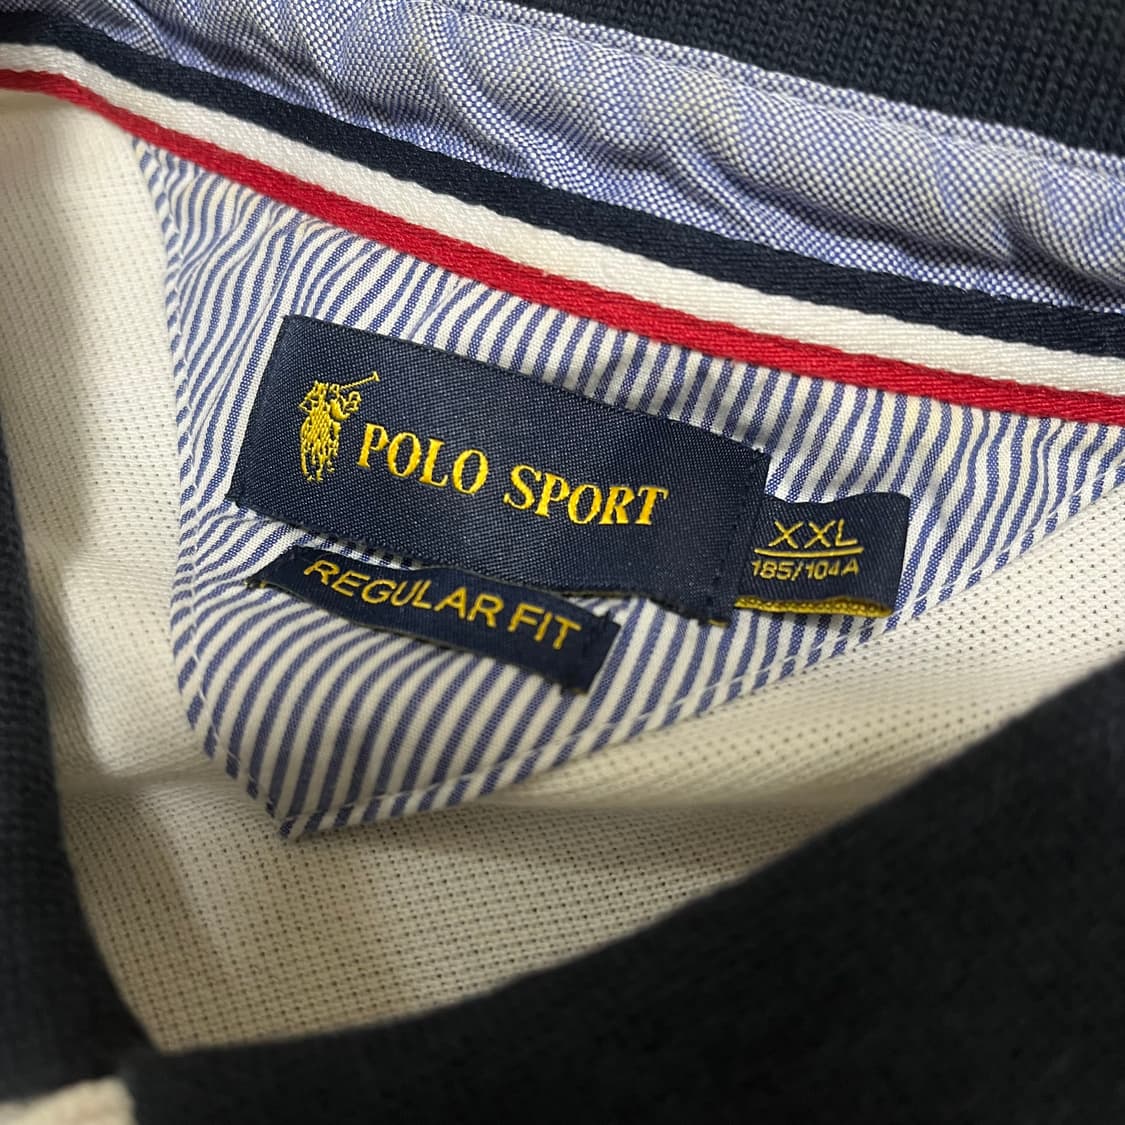 POLO SPORT
REGULAR FIT
XXL
185/104A